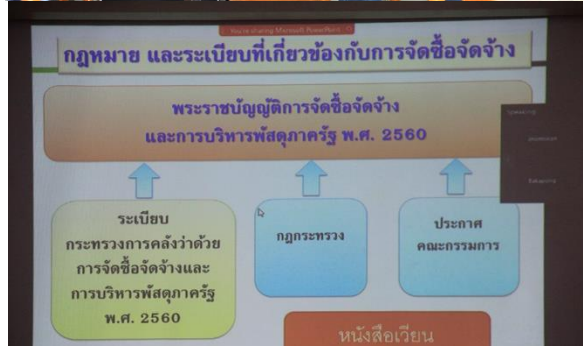 You're sharing Microsoft PowerPoint
กฎหมาย และระเบียบที่เกี่ยวข้องกับการจัดซื้อจัดจ้าง
พระราชบัญญัติการจัดซื้อจัดจ้าง
และการบริหารพัสดุภาครัฐ พ.ศ. 2560
ระเบียบ
กระทรวงการคลังว่าด้วย
การจัดซื้อจัดจ้างและ
การบริหารพัสดุภาครัฐ
พ.ศ. 2560
กฎกระทรวง
ประกาศ
คณะกรรมการ
หนังสือเวียน